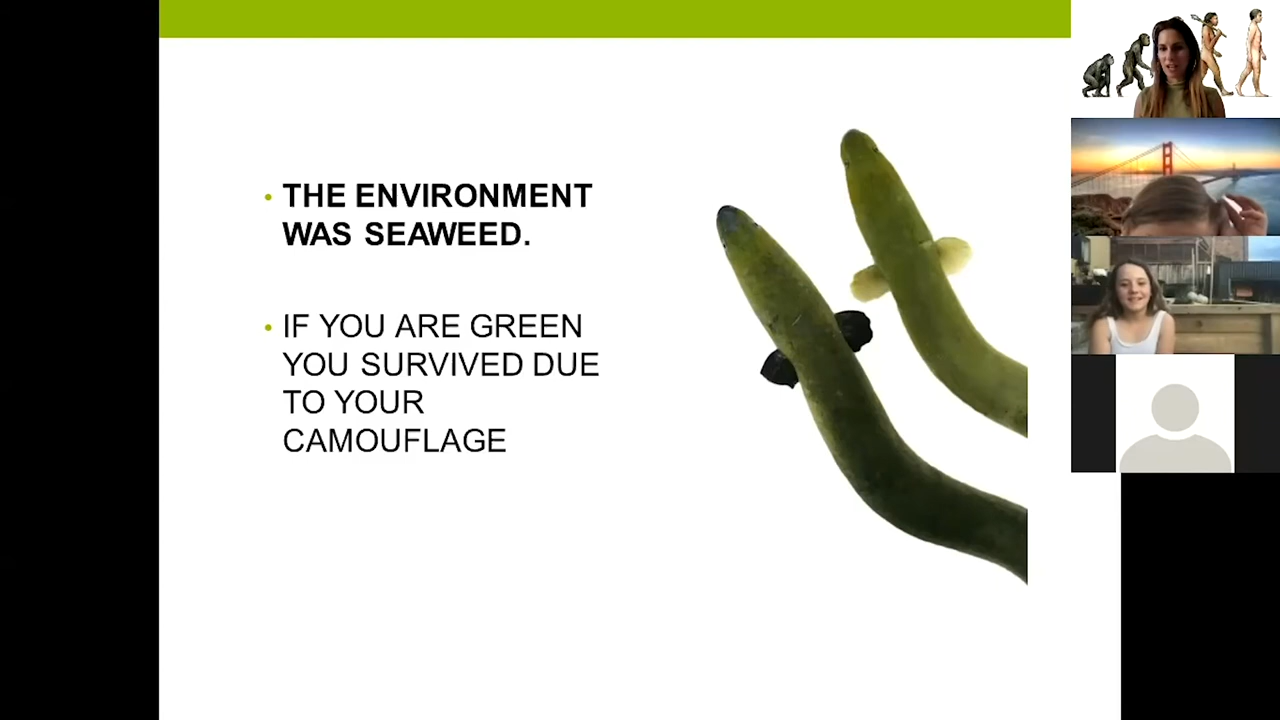 THE ENVIRONMENT
WAS SEAWEED.
IF YOU ARE GREEN
YOU SURVIVED DUE
TO YOUR
CAMOUFLAGE